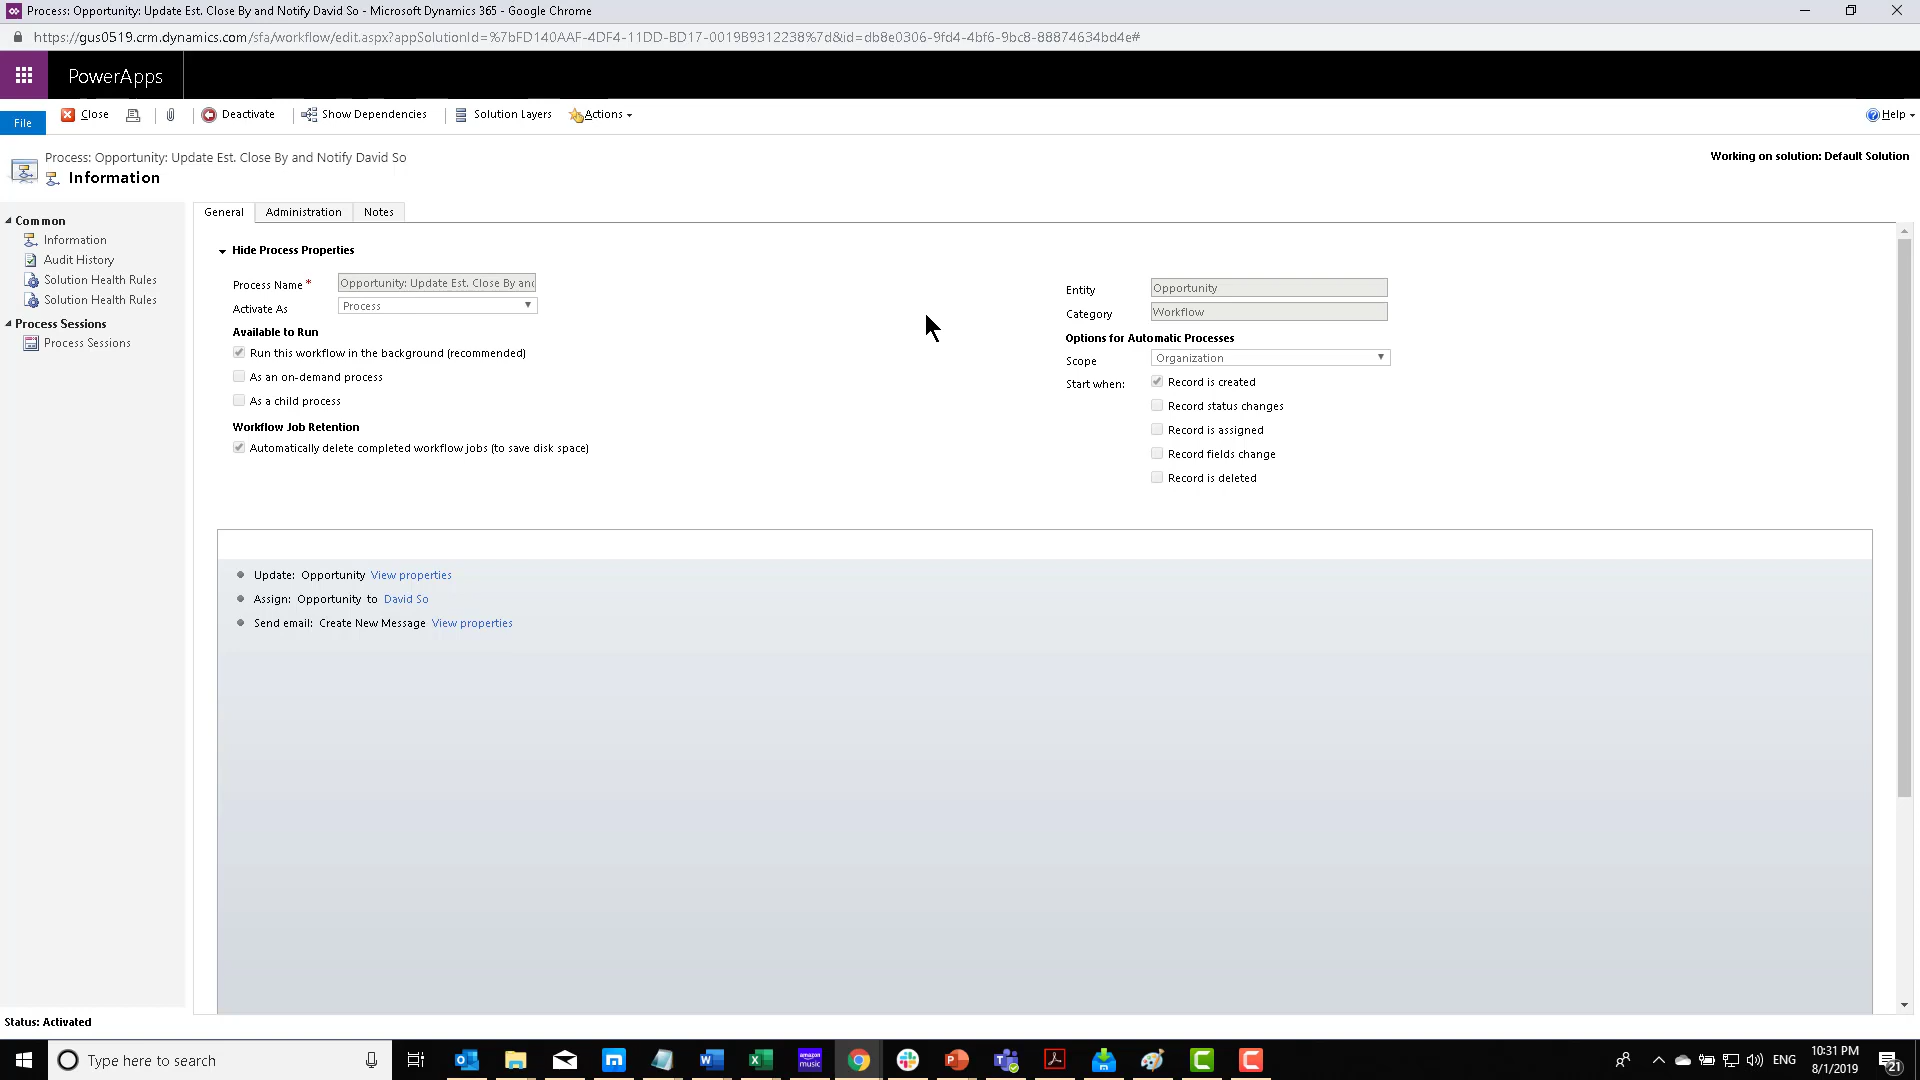 Process: Opportunity: Update Est. Close By and Notify David So - Microsoft Dynamics 365 - Google Chrome
https://gus0519.crm.dynamics.com/sfa/workflow/edit.aspx?appSolutionId=%7bFD140AAF-4DF4-11DD-BD17-0019B9312238%7d&id=db8e0306-9fd4-4bf6-9bc8-88874634bd4e#
PowerApps
File
Close
Deactivate
Show Dependencies
Solution Layers
Actions
Help
Process: Opportunity: Update Est. Close By and Notify David So
Information
Working on solution: Default Solution
Common
Information
Audit History
Solution Health Rules
Solution Health Rules
Process Sessions
Process Sessions
General
Administration
Notes
Hide Process Properties
Process Name *
Opportunity: Update Est. Close By and
Activate As
Process
Available to Run
Run this workflow in the background (recommended)
As an on-demand process
As a child process
Workflow Job Retention
Automatically delete completed workflow jobs (to save disk space)
Entity
Opportunity
Category
Workflow
Options for Automatic Processes
Scope
Organization
Start when:
Record is created
Record status changes
Record is assigned
Record fields change
Record is deleted
Update: Opportunity View properties
Assign: Opportunity to David So
Send email: Create New Message View properties
Status: Activated
Type here to search
amazon music
ENG
10:31 PM
8/1/2019
21